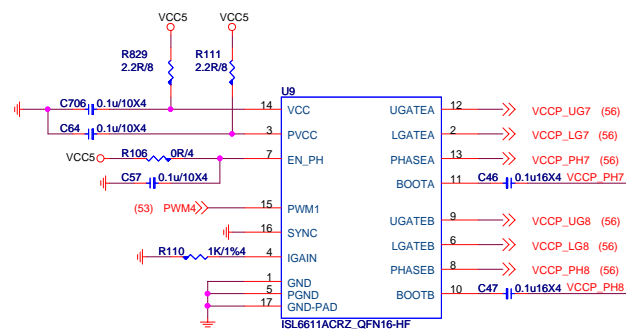 VCC5 VCC5
R829 R111
2.2R/8 2.2R/8
U9
C706 0.1u/10X4
14 VCC UGATEA 12 VCCP_UG7 (56)
C64 0.1u/10X4
3 PVCC LGATEA 2 VCCP_LG7 (56)
VCC5 R106 0R/4 7 EN_PH PHASEA 13 VCCP_PH7 (56)
C57 0.1u/10X4
BOOTA 11 C46 0.1u16X4 VCCP_PH7
(53) PWM4 15 PWM1
UGATEB 9 VCCP_UG8 (56)
16 SYNC
LGATEB 6 VCCP_LG8 (56)
R110 1K/1%4 4 IGAIN
PHASEB 8 VCCP_PH8 (56)
1 GND
5 PGND
BOOTB 10 C47 0.1u16X4 VCCP_PH8
17 GND-PAD
ISL6611ACRZ_QFN16-HF